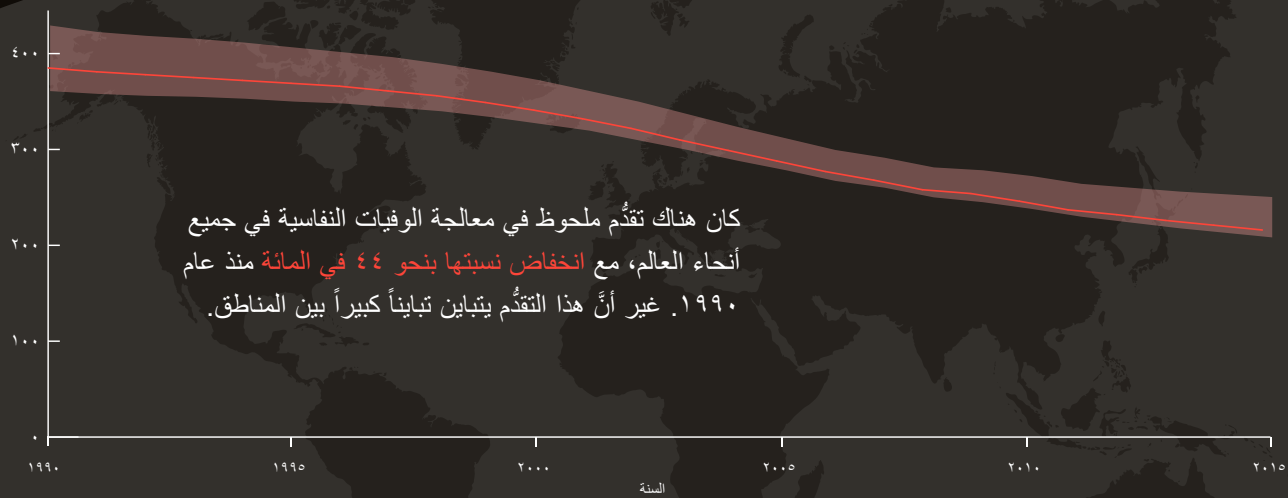 ٤٠٠
٣٠٠
٢٠٠
١٠٠
٠
كان هناك تقدُّم ملحوظ في معالجة الوفيات النفاسية في جميع
أنحاء العالم، مع انخفاض نسبتها بنحو ٤٤ في المائة منذ عام
١٩٩٠. غير أنَّ هذا التقدُّم يتباين تبايناً كبيراً بين المناطق.
١٩٩٠ ١٩٩٥ ٢٠٠٠ ٢٠٠٥ ٢٠١٠ ٢٠١٥
السنة